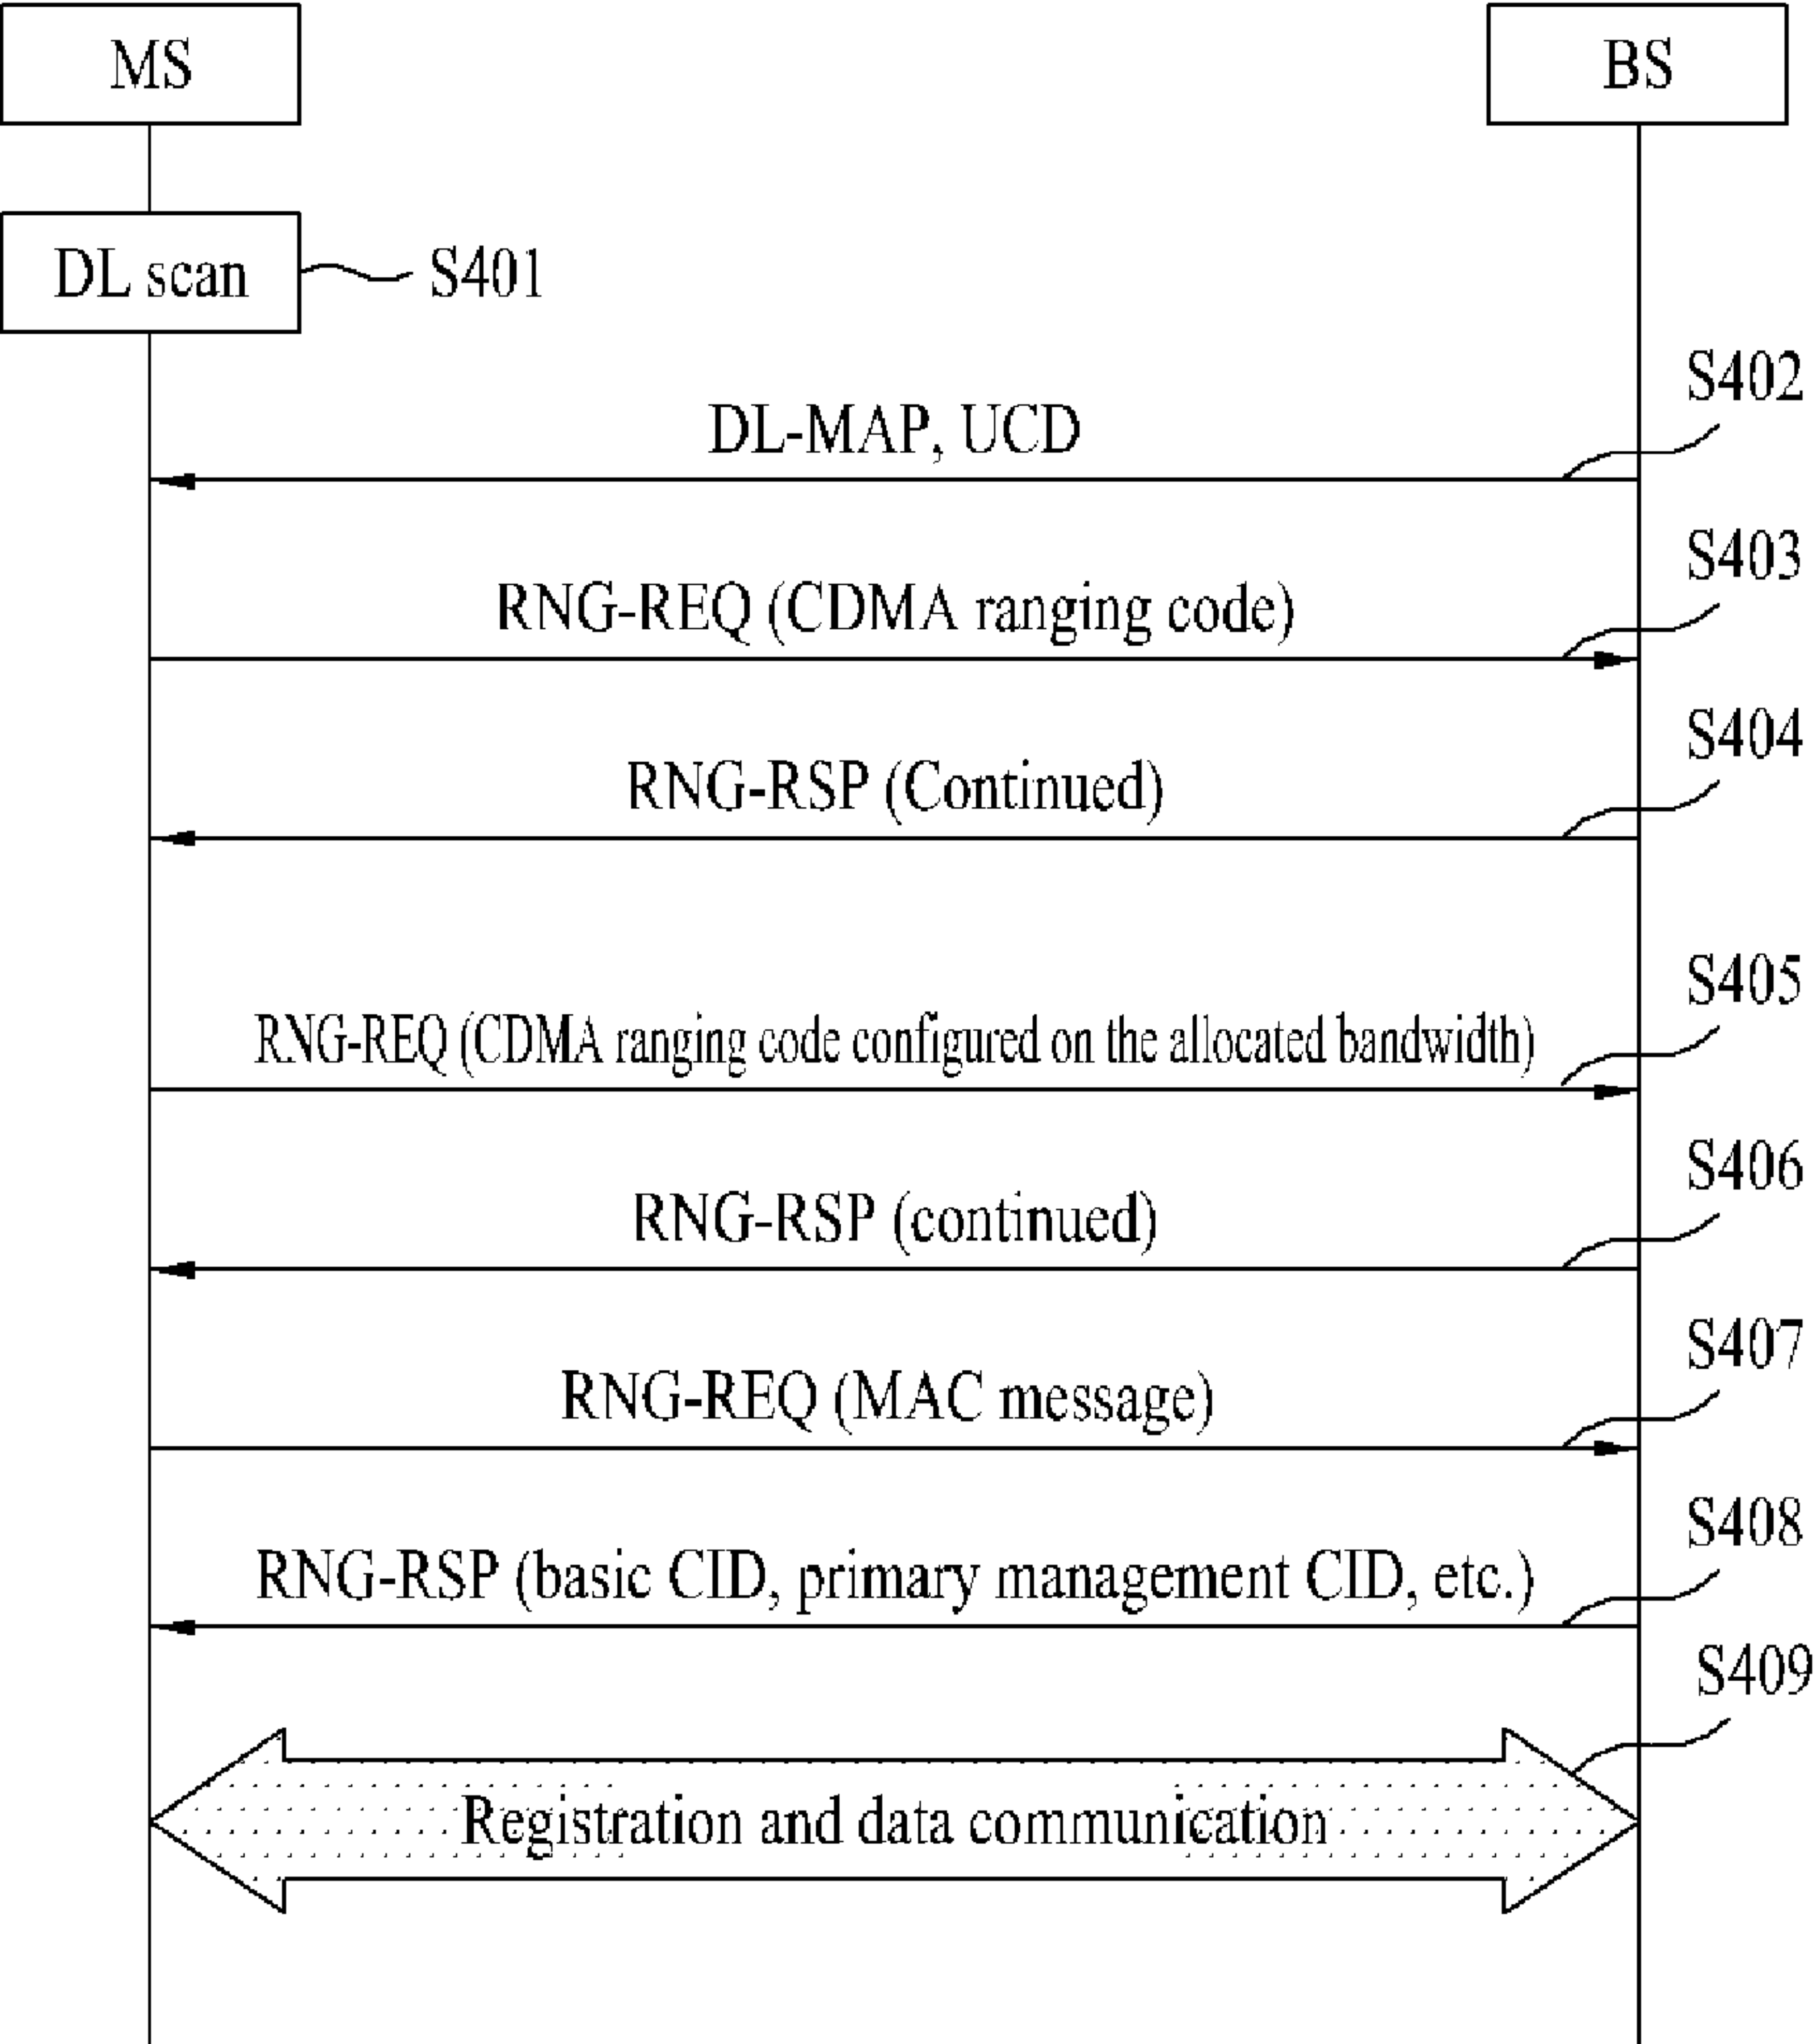 MS
BS
DL scan
S401
S402
DL-MAP, UCD
S403
RNG-REQ (CDMA ranging code)
S404
RNG-RSP (Continued)
S405
RNG-REQ (CDMA ranging code configured on the allocated bandwidth)
S406
RNG-RSP (continued)
S407
RNG-REQ (MAC message)
S408
RNG-RSP (basic CID, primary management CID, etc.)
S409
Registration and data communication